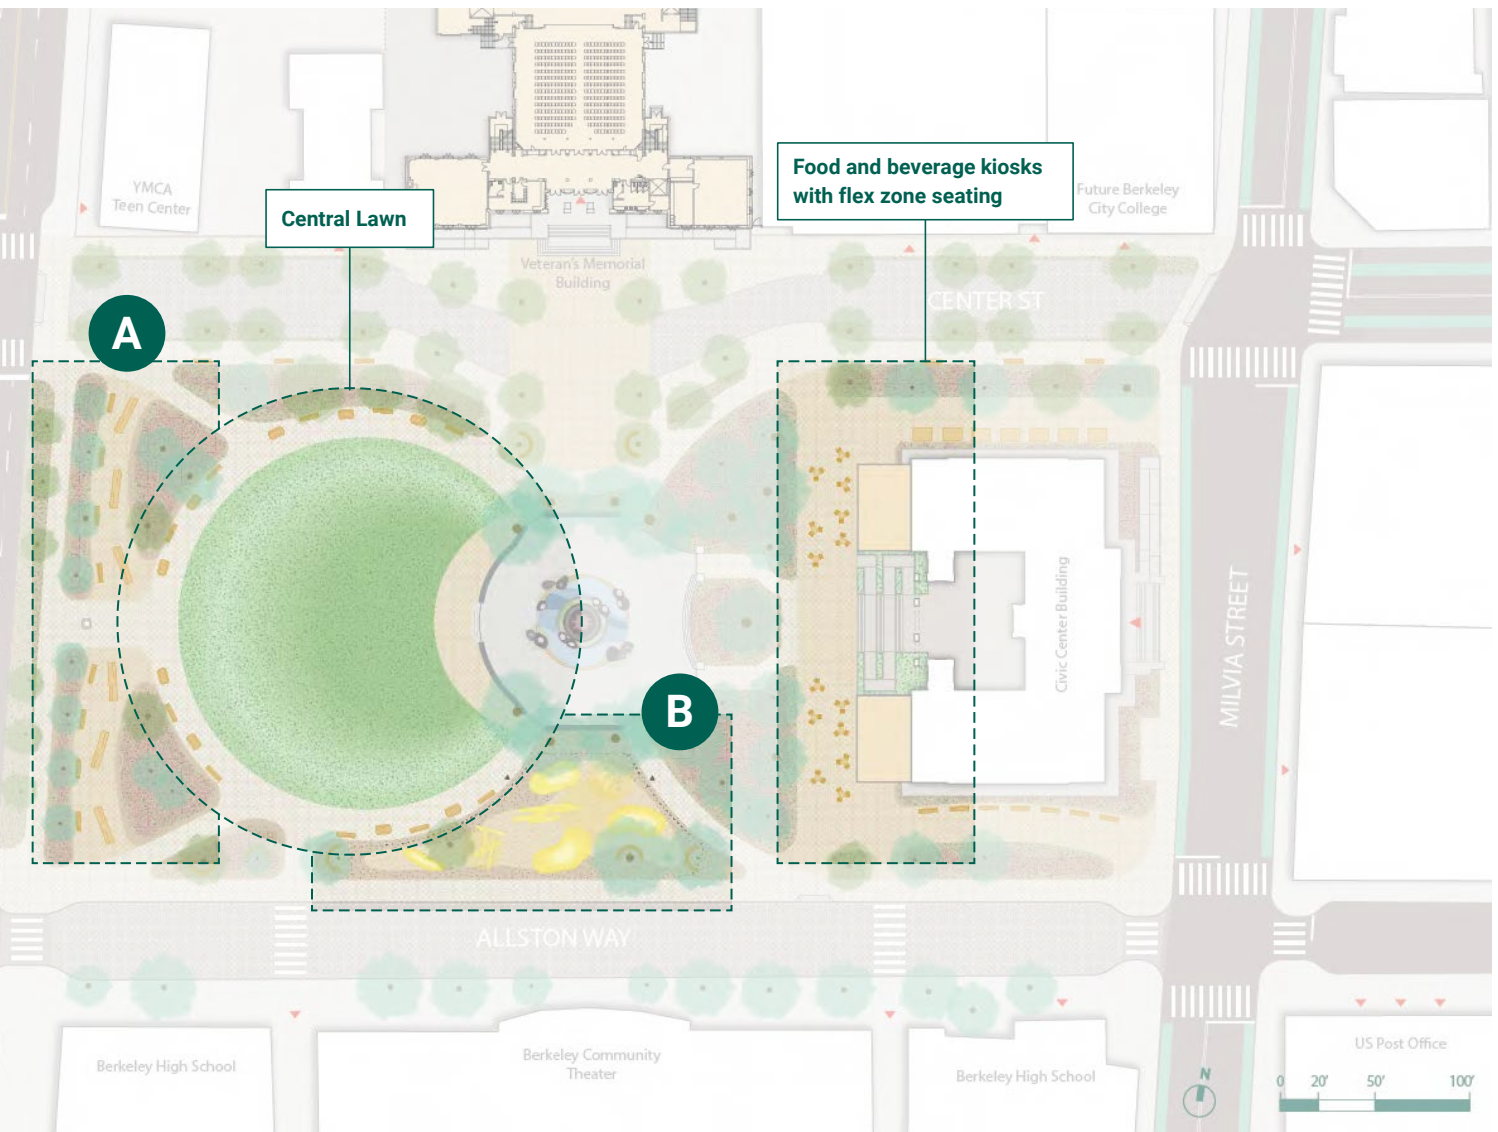 YMCA
Teen Center
Central Lawn
Food and beverage kiosks
with flex zone seating
Future Berkeley
City College
Veteran's Memorial
Building
CENTER ST
A
Civic Center Building
MILVIA STREET
B
ALLSTON WAY
Berkeley High School
Berkeley Community
Theater
Berkeley High School
US Post Office
N
0 20' 50' 100'